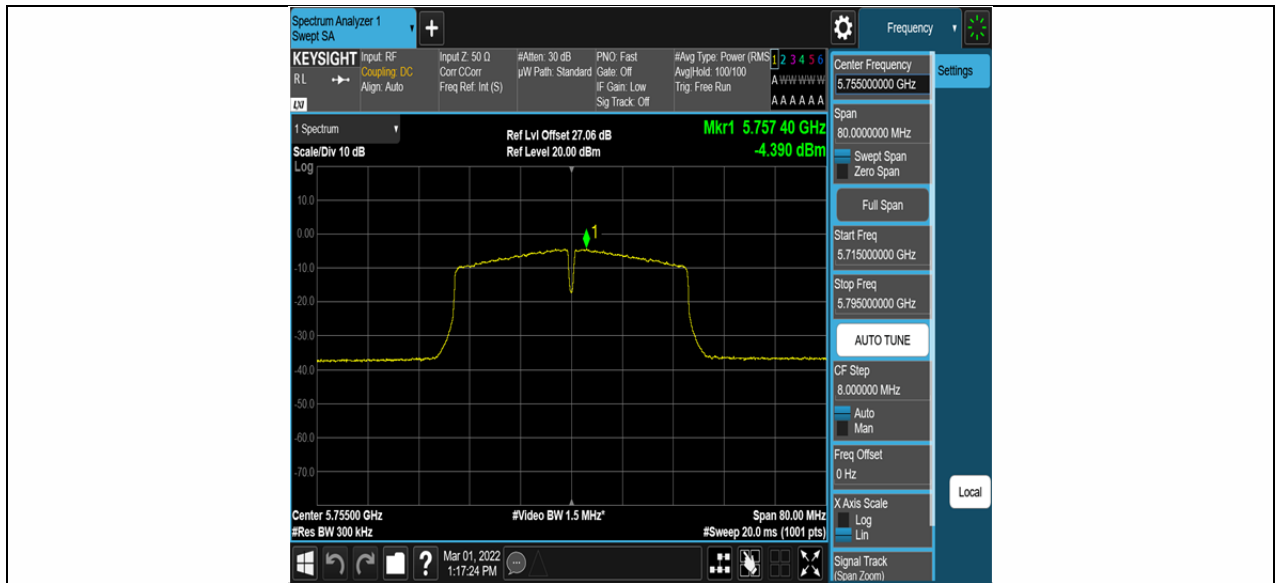 Spectrum Analyzer 1
Swept SA
+
Frequency
KEYSIGHT
RL
LXI
Input: RF
Coupling: DC
Align: Auto
Input Z: 50 Ω
Corr CCorr
Freq Ref: Int (S)
#Atten: 30 dB
µW Path: Standard
PNO: Fast
Gate: Off
IF Gain: Low
Sig Track: Off
#Avg Type: Power (RMS
Avg|Hold: 100/100
Trig: Free Run
1 2 3 4 5 6
A W W W W W
A A A A A A
1 Spectrum
Scale/Div 10 dB
Log
Ref Lvl Offset 27.06 dB
Ref Level 20.00 dBm
Mkr1 5.757 40 GHz
-4.390 dBm
1
10.0
0.00
-10.0
-20.0
-30.0
-40.0
-50.0
-60.0
-70.0
Center 5.75500 GHz
#Res BW 300 kHz
#Video BW 1.5 MHz*
Span 80.00 MHz
#Sweep 20.0 ms (1001 pts)
?
Mar 01, 2022
1:17:24 PM
Center Frequency
5.755000000 GHz
Span
80.0000000 MHz
Swept Span
Zero Span
Full Span
Start Freq
5.715000000 GHz
Stop Freq
5.795000000 GHz
AUTO TUNE
CF Step
8.000000 MHz
Auto
Man
Freq Offset
0 Hz
X Axis Scale
Log
Lin
Signal Track
(Span Zoom)
Settings
Local